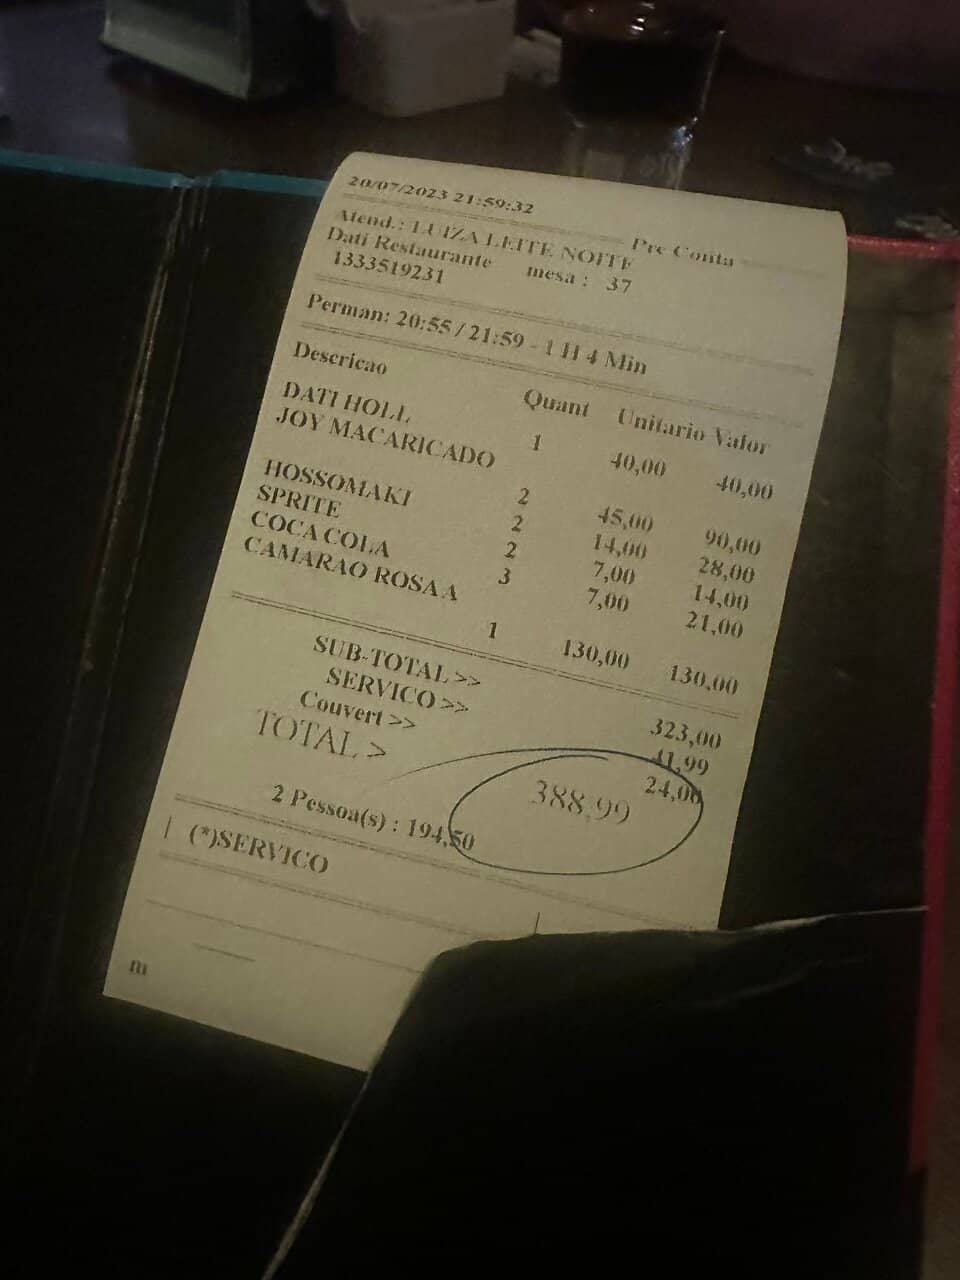 20/07/2023 21:59:32
Pre Conta
Atend.: LUIZA LEITE NOITE
Dati Restaurante mesa : 37
1333519231
Perman: 20:55 / 21:59 - 1 H 4 Min
Descricao Quant Unitario Valor
DATI HOLL 1 40,00 40,00
JOY MACARICADO 2 45,00 90,00
HOSSOMAKI 2 14,00 28,00
SPRITE 2 7,00 14,00
COCA COLA 3 7,00 21,00
CAMARAO ROSA A 1 130,00 130,00
SUB-TOTAL >> 323,00
SERVICO >> 41,99
Couvert >> 24,00
TOTAL > 388,99
2 Pessoa(s) : 194,50
(*)SERVICO
m